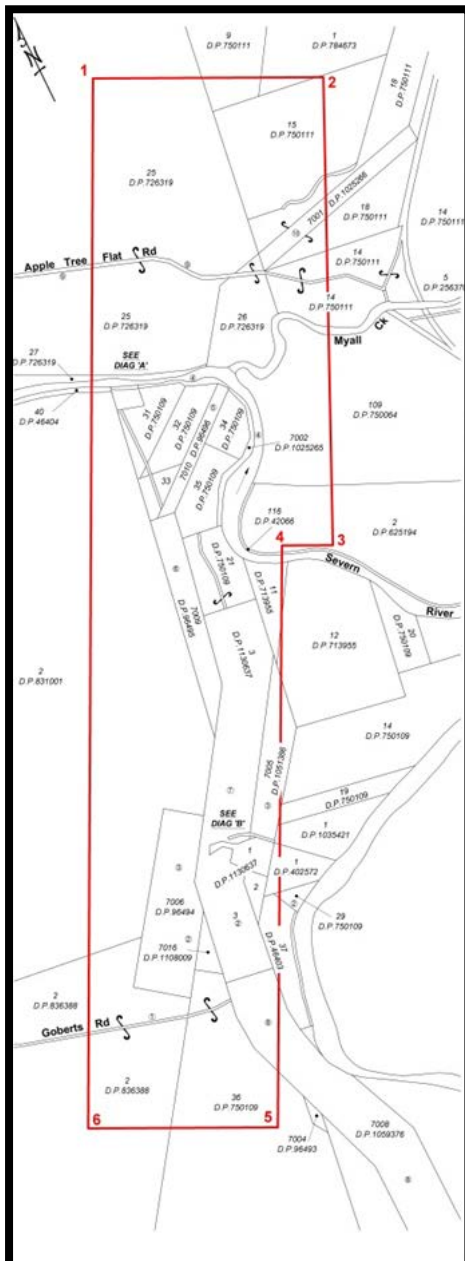 N
9
D.P.750111
1
D.P.784673
1
2
18
D.P.750111
15
D.P.750111
25
D.P.726319
7001
D.P.1025266
18
D.P.750111
14
D.P.750111
14
D.P.750111
5
D.P.256370
Apple Tree Flat Rd
14
D.P.750111
25
D.P.726319
26
D.P.726319
Myall Ck
SEE
DIAG 'A'
27
D.P.726319
40
D.P.46404
31
D.P.750109
32
D.P.750109
7010
D.P.96496
34
D.P.750109
33
35
D.P.750109
7002
D.P.1025265
109
D.P.750064
116
D.P.42066
4
3
2
D.P.625194
Severn River
21
D.P.750109
11
D.P.713955
7009
D.P.96495
12
D.P.713955
20
D.P.750109
3
D.P.1130637
2
D.P.831001
14
D.P.750109
7005
D.P.1051386
19
D.P.750109
1
D.P.1035421
SEE
DIAG 'B'
1
D.P.1130637
1
D.P.402572
2
7006
D.P.96494
29
D.P.750109
3
37
D.P.46403
7016
D.P.1108009
2
D.P.836388
Goberts Rd
2
D.P.836388
36
D.P.750109
6
5
7004
D.P.96493
7008
D.P.1059376